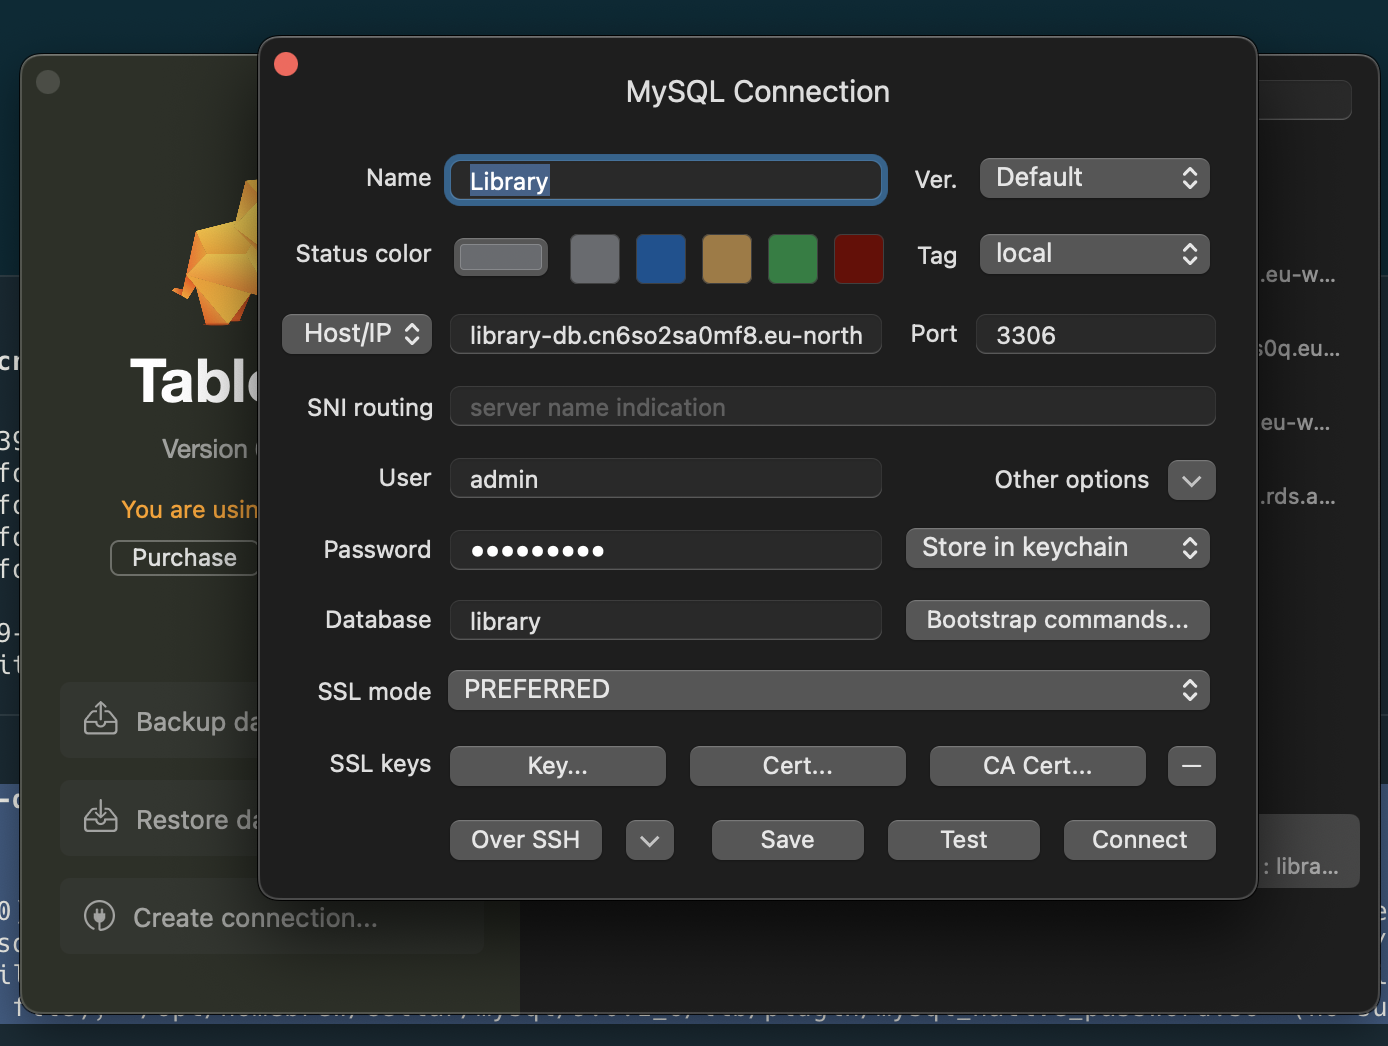 MySQL Connection
Name
Library
Ver.
Default
Status color
Tag
local
Host/IP
library-db.cn6so2sa0mf8.eu-north
Port
3306
SNI routing
server name indication
User
admin
Other options
Password
Store in keychain
Database
library
Bootstrap commands...
SSL mode
PREFERRED
SSL keys
Key...
Cert...
CA Cert...
Over SSH
Save
Test
Connect
Table
Version
You are usin
Purchase
Backup da
Restore da
Create connection...
.eu-w...
s0q.eu...
eu-w...
.rds.a...
: libra...